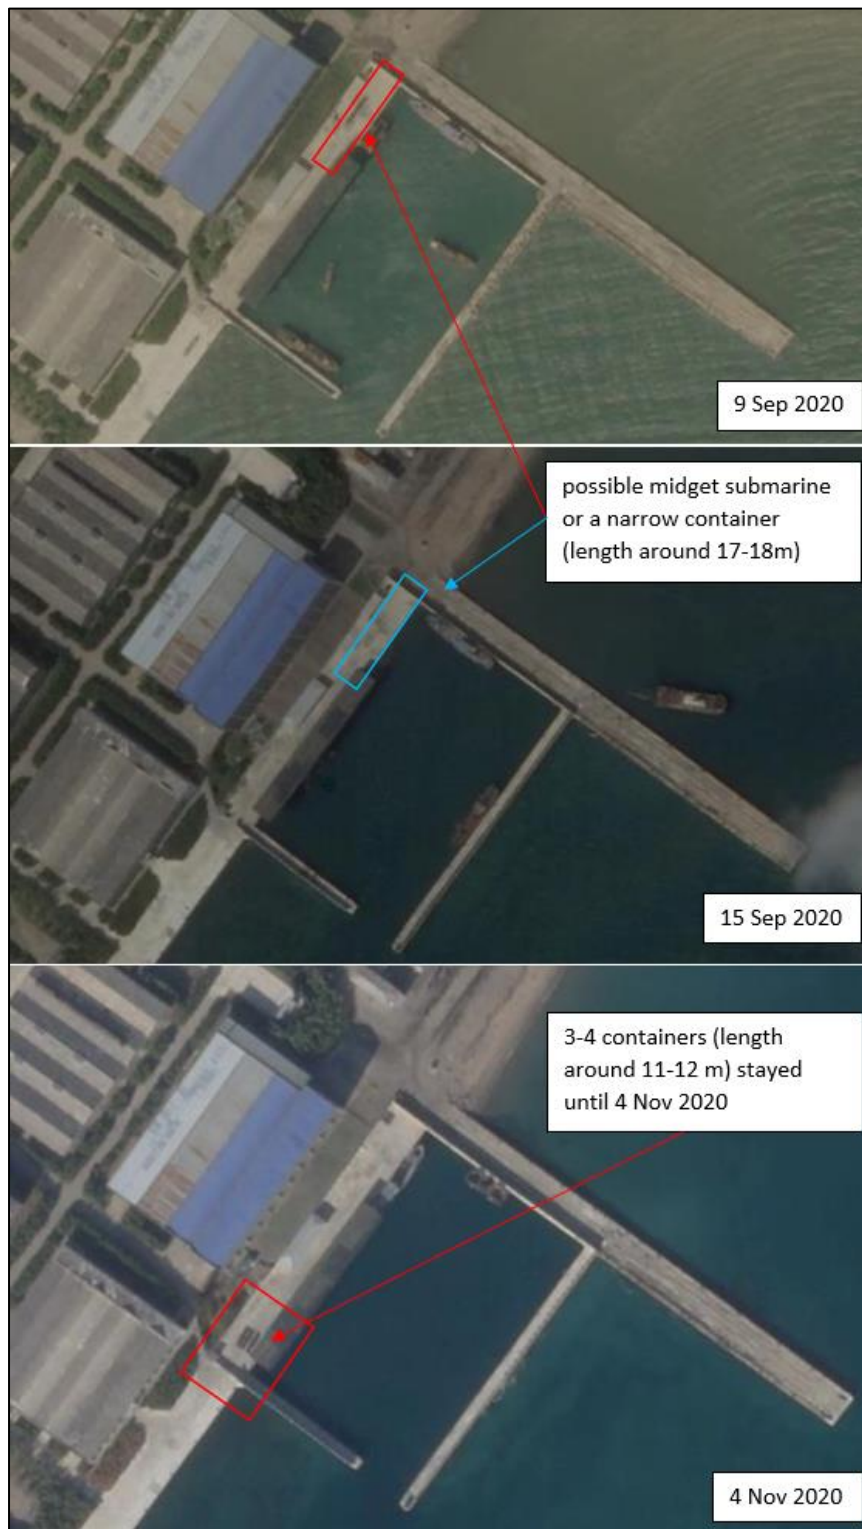 9 Sep 2020
possible midget submarine
or a narrow container
(length around 17-18m)
15 Sep 2020
3-4 containers (length
around 11-12 m) stayed
until 4 Nov 2020
4 Nov 2020